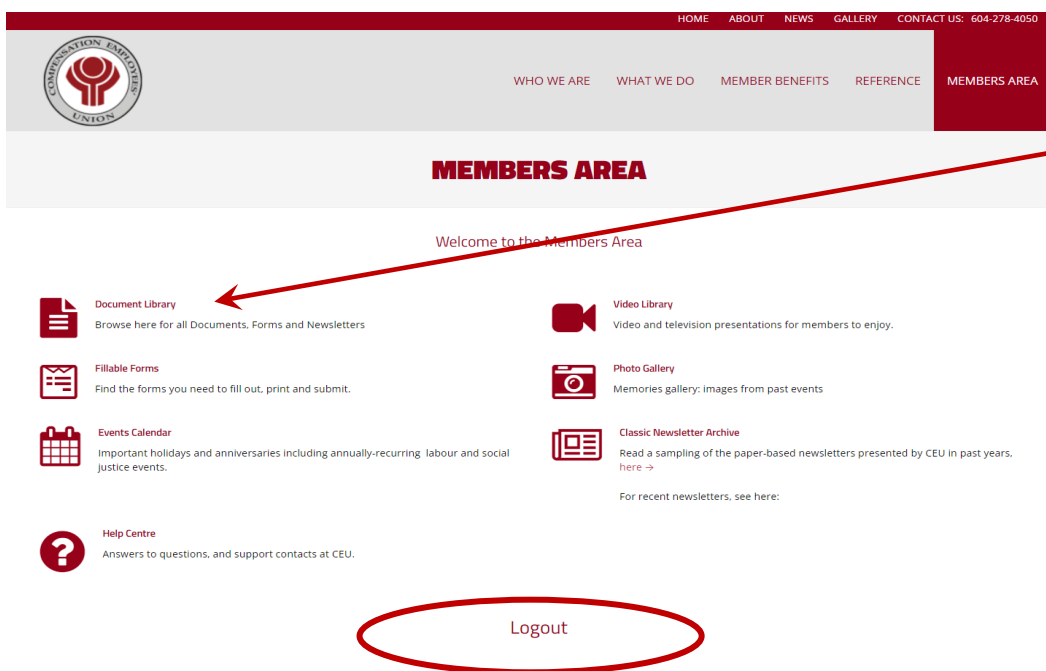 HOME ABOUT NEWS GALLERY CONTACT US: 604-278-4050
COMPENSATION EMPLOYEES' UNION
WHO WE ARE WHAT WE DO MEMBER BENEFITS REFERENCE MEMBERS AREA
MEMBERS AREA
Welcome to the Members Area
Document Library
Browse here for all Documents, Forms and Newsletters
Video Library
Video and television presentations for members to enjoy.
Fillable Forms
Find the forms you need to fill out, print and submit.
Photo Gallery
Memories gallery: images from past events
Events Calendar
Important holidays and anniversaries including annually-recurring labour and social
justice events.
Classic Newsletter Archive
Read a sampling of the paper-based newsletters presented by CEU in past years,
here →
For recent newsletters, see here:
Help Centre
Answers to questions, and support contacts at CEU.
Logout